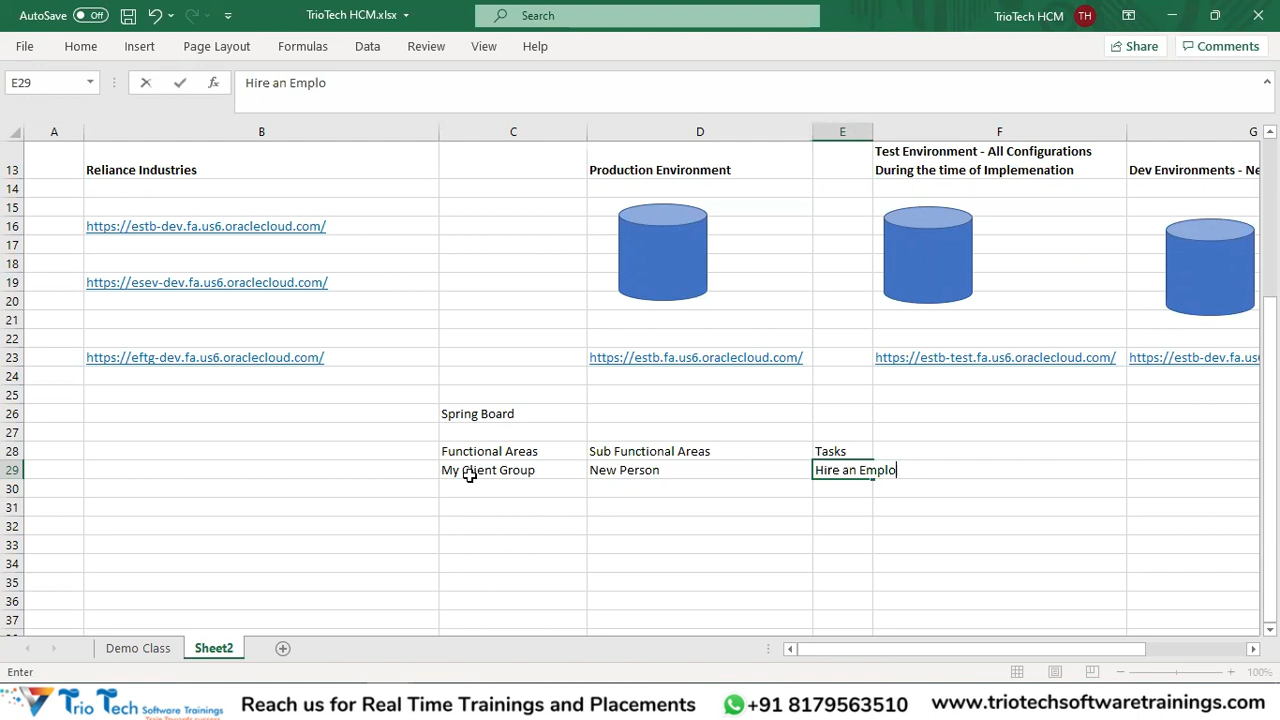 AutoSave Off TrioTech HCM.xlsx Search TrioTech HCM TH
File Home Insert Page Layout Formulas Data Review View Help Share Comments
E29 fx Hire an Emplo
A B C D E F G
Test Environment - All Configurations
13 Reliance Industries Production Environment During the time of Implemenation Dev Environments - Ne
14
15
16 https://estb-dev.fa.us6.oraclecloud.com/
17
18
19 https://esev-dev.fa.us6.oraclecloud.com/
20
21
22
23 https://eftg-dev.fa.us6.oraclecloud.com/ https://estb.fa.us6.oraclecloud.com/ https://estb-test.fa.us6.oraclecloud.com/ https://estb-dev.fa.us
24
25
26 Spring Board
27
28 Functional Areas Sub Functional Areas Tasks
29 My Client Group New Person Hire an Emplo
30
31
32
33
34
35
36
37
Demo Class Sheet2
Enter 100%
Trio Tech Software Trainings Reach us for Real Time Trainings and Placements +91 8179563510 www.triotechsoftwaretrainings.com
Train Towards success